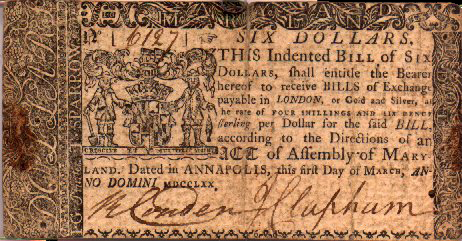 MARYLAND
Nº 6127 SIX DOLLARS.
THIS Indented BILL of SIX
DOLLARS, shall entitle the Bearer
hereof to receive BILLS of Exchange
payable in LONDON, or Gold and Silver, at
the rate of FOUR SHILLINGS AND SIX PENCE
sterling per Dollar for the said BILL,
according to the Directions of an
ACT of Assembly of MARY-
LAND. Dated in ANNAPOLIS, this first Day of MARCH, AN-
NO DOMINI, MDCCLXX.
J Clapham